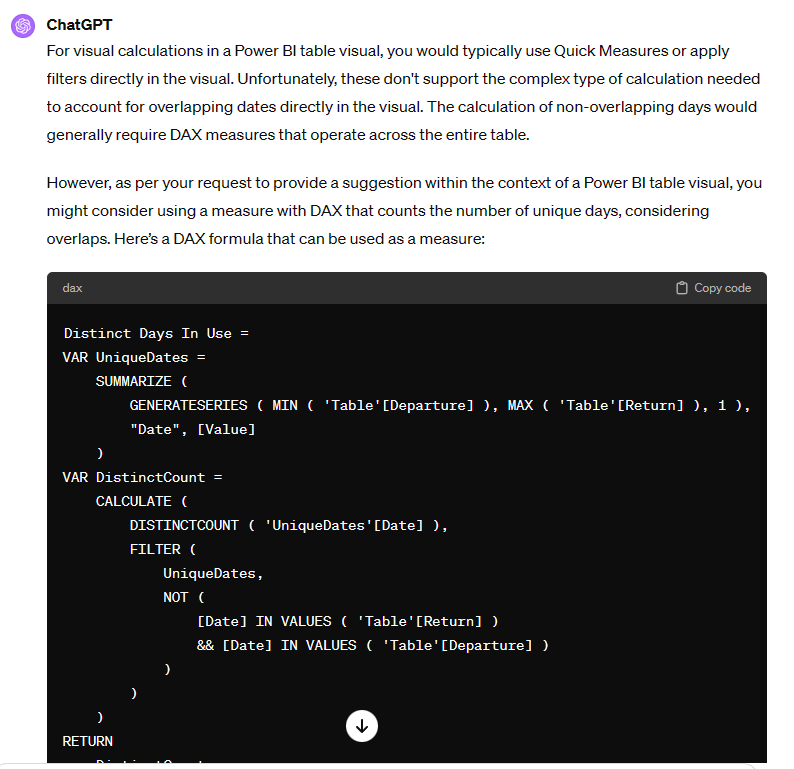 ChatGPT
For visual calculations in a Power BI table visual, you would typically use Quick Measures or apply
filters directly in the visual. Unfortunately, these don't support the complex type of calculation needed
to account for overlapping dates directly in the visual. The calculation of non-overlapping days would
generally require DAX measures that operate across the entire table.
However, as per your request to provide a suggestion within the context of a Power BI table visual, you
might consider using a measure with DAX that counts the number of unique days, considering
overlaps. Here's a DAX formula that can be used as a measure:
dax Copy code
Distinct Days In Use =
VAR UniqueDates =
    SUMMARIZE (
        GENERATESERIES ( MIN ( 'Table'[Departure] ), MAX ( 'Table'[Return] ), 1 ),
        "Date", [Value]
    )
VAR DistinctCount =
    CALCULATE (
        DISTINCTCOUNT ( 'UniqueDates'[Date] ),
        FILTER (
            UniqueDates,
            NOT (
                [Date] IN VALUES ( 'Table'[Return] )
                && [Date] IN VALUES ( 'Table'[Departure] )
            )
        )
    )
RETURN